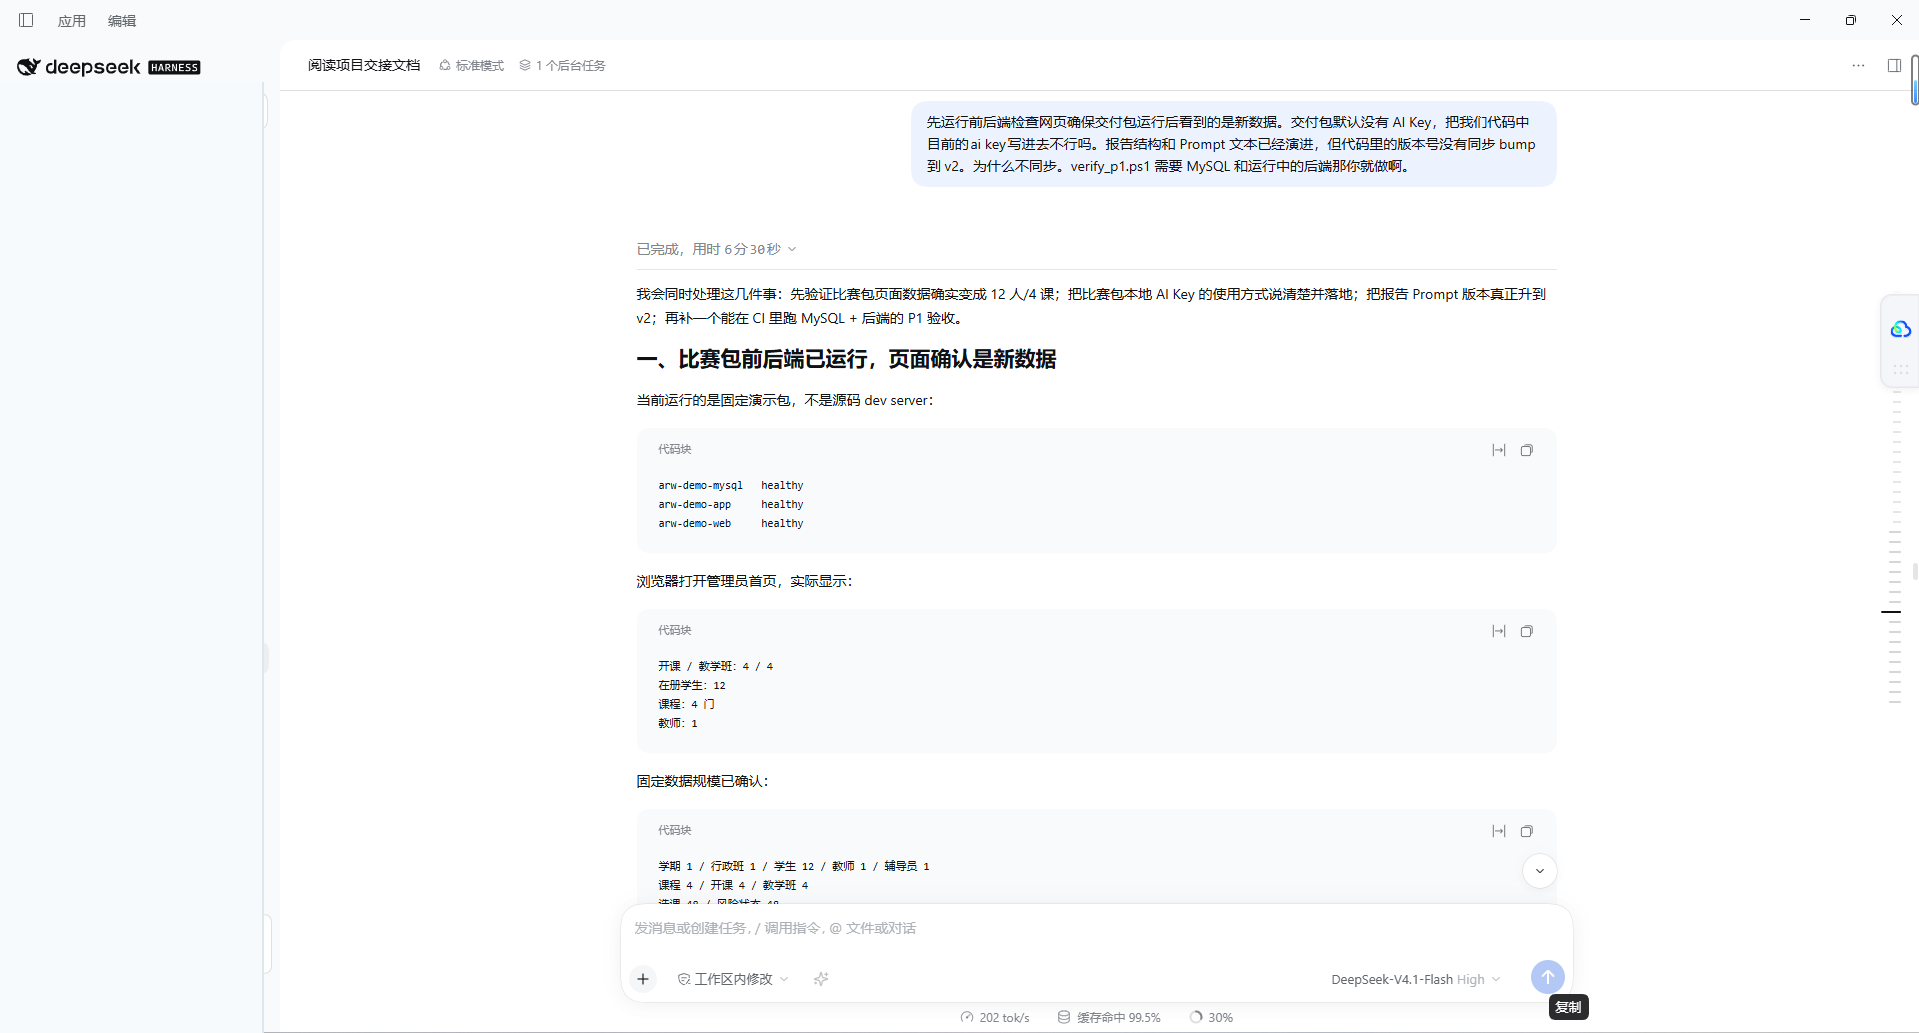 应用 编辑
deepseek HARNESS
阅读项目交接文档 标准模式 1 个后台任务
先运行前后端检查网页确保交付包运行后看到的是新数据。交付包默认没有 AI Key，把我们代码中
目前的ai key写进去不行吗。报告结构和 Prompt 文本已经演进，但代码里的版本号没有同步 bump
到 v2。为什么不同步。verify_p1.ps1 需要 MySQL 和运行中的后端那你就做啊。
已完成，用时 6分30秒
我会同时处理这几件事：先验证比赛包页面数据确实变成 12 人/4 课；把比赛包本地 AI Key 的使用方式说清楚并落地；把报告 Prompt 版本真正升到
v2；再补一个能在 CI 里跑 MySQL + 后端的 P1 验收。
一、比赛包前后端已运行，页面确认是新数据
当前运行的是固定演示包，不是源码 dev server：
代码块
arw-demo-mysql healthy
arw-demo-app healthy
arw-demo-web healthy
浏览器打开管理员首页，实际显示：
代码块
开课 / 教学班：4 / 4
在册学生：12
课程：4 门
教师：1
固定数据规模已确认：
代码块
学期 1 / 行政班 1 / 学生 12 / 教师 1 / 辅导员 1
课程 4 / 开课 4 / 教学班 4
选课 48 / 风险状态 48
发消息或创建任务，/ 调用指令，@ 文件或对话
工作区内修改 DeepSeek-V4.1-Flash High
复制
202 tok/s 缓存命中 99.5% 30%